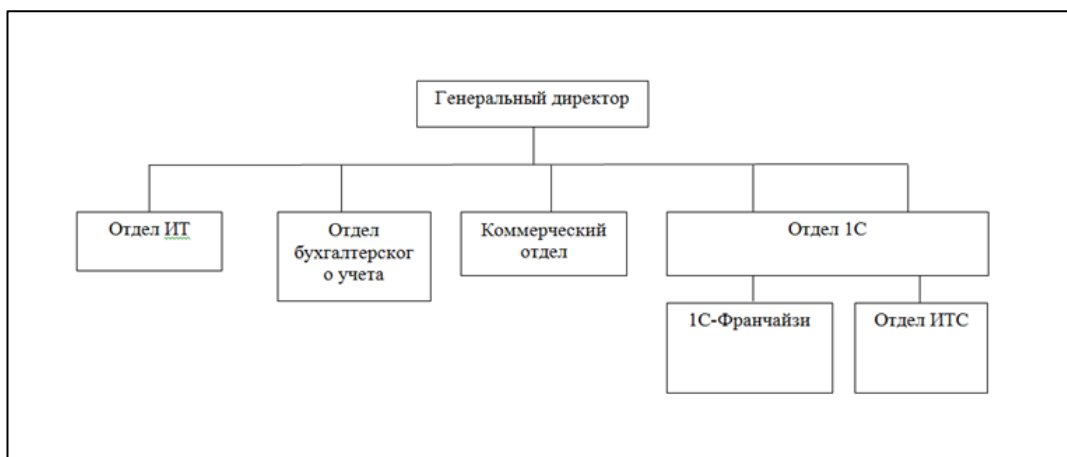 Генеральный директор
Отдел ИТ
Отдел
бухгалтерског
о учета
Коммерческий
отдел
Отдел 1С
1С-Франчайзи
Отдел ИТС